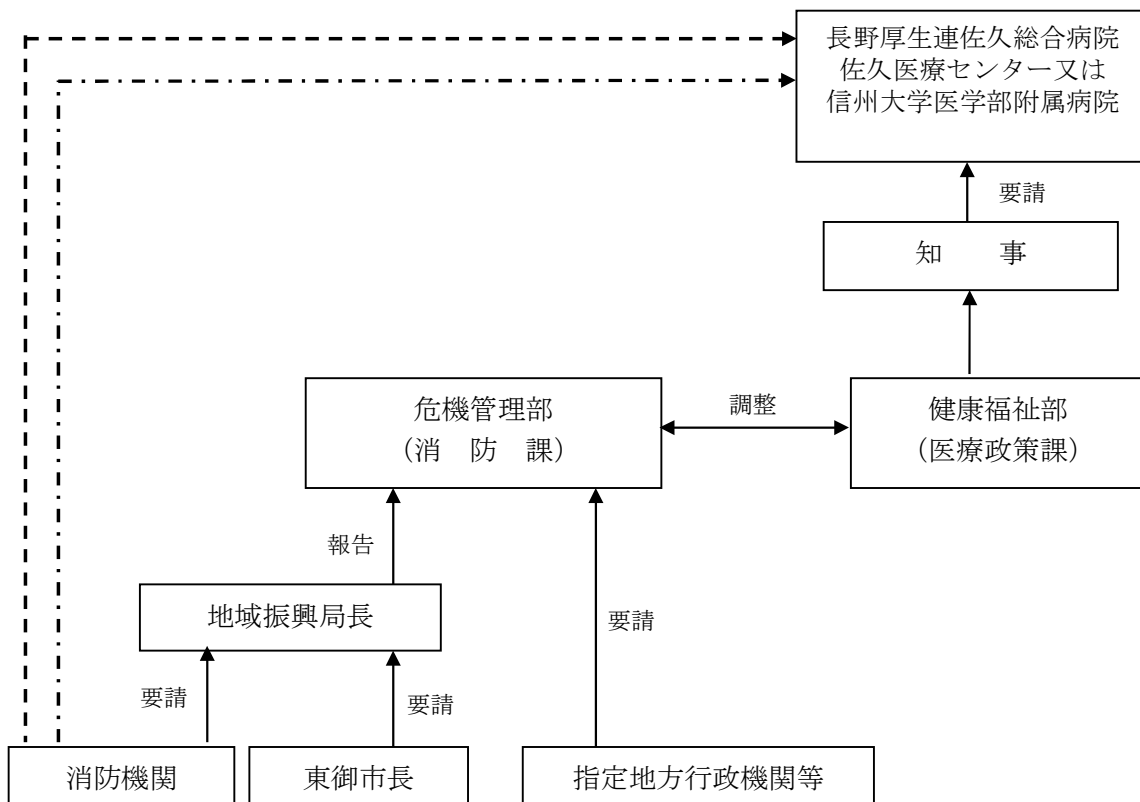 長野厚生連佐久総合病院
佐久医療センター又は
信州大学医学部附属病院
要請
知　　事
危機管理部
（消　防　課）
調整
健康福祉部
（医療政策課）
報告
地域振興局長
要請
要請
要請
消防機関
東御市長
指定地方行政機関等